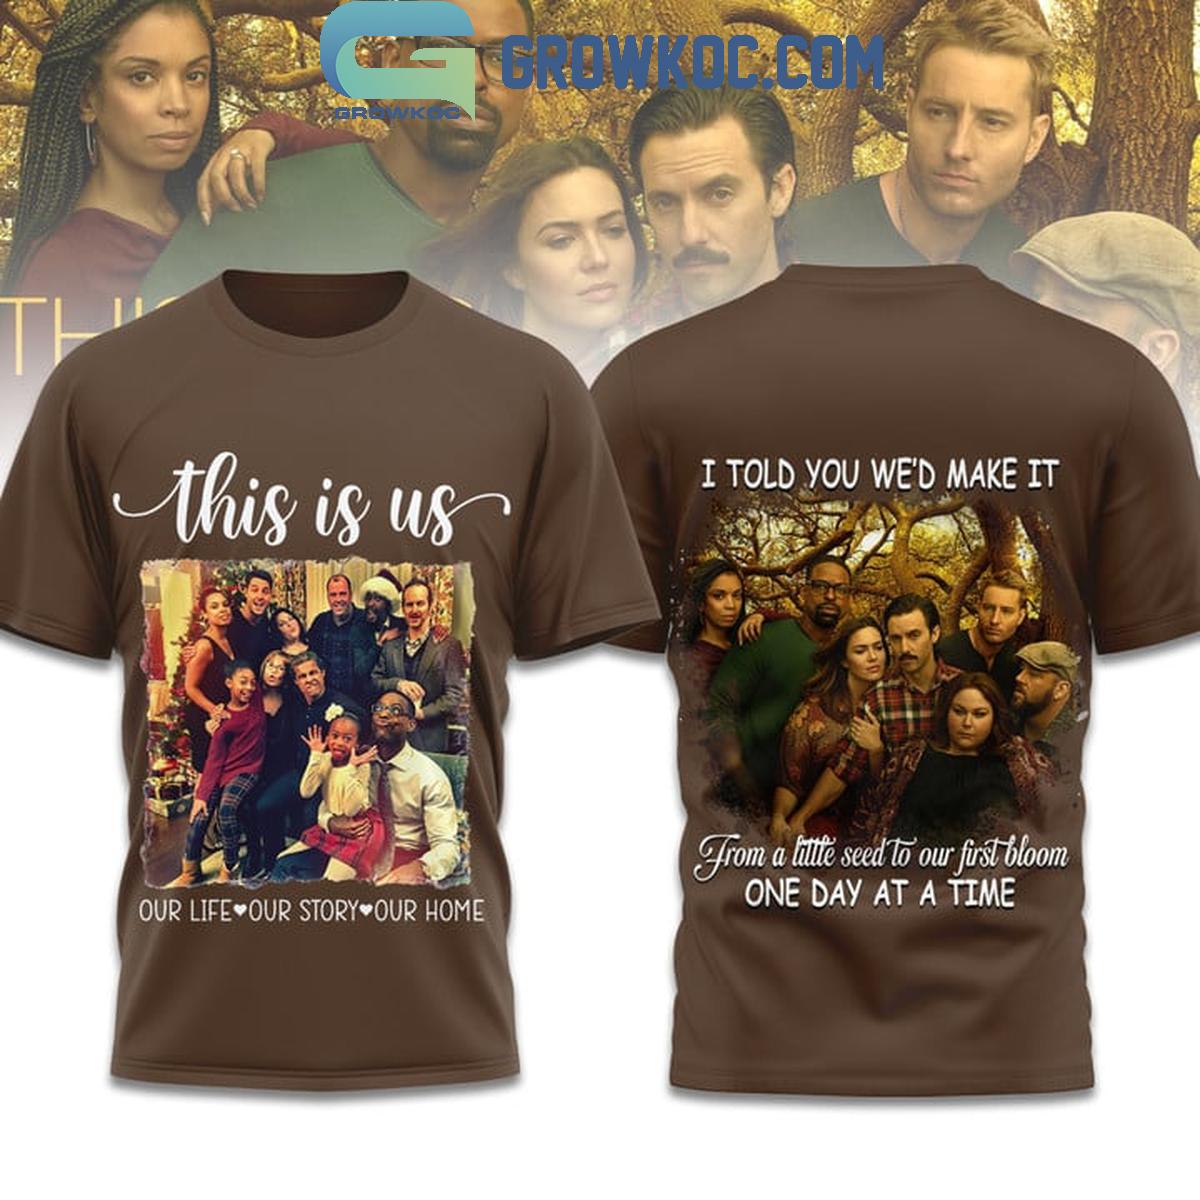 GROWKOC.COM
GROWKOC
this is us
OUR LIFE♥OUR STORY♥OUR HOME
I TOLD YOU WE'D MAKE IT
From a little seed to our first bloom
ONE DAY AT A TIME